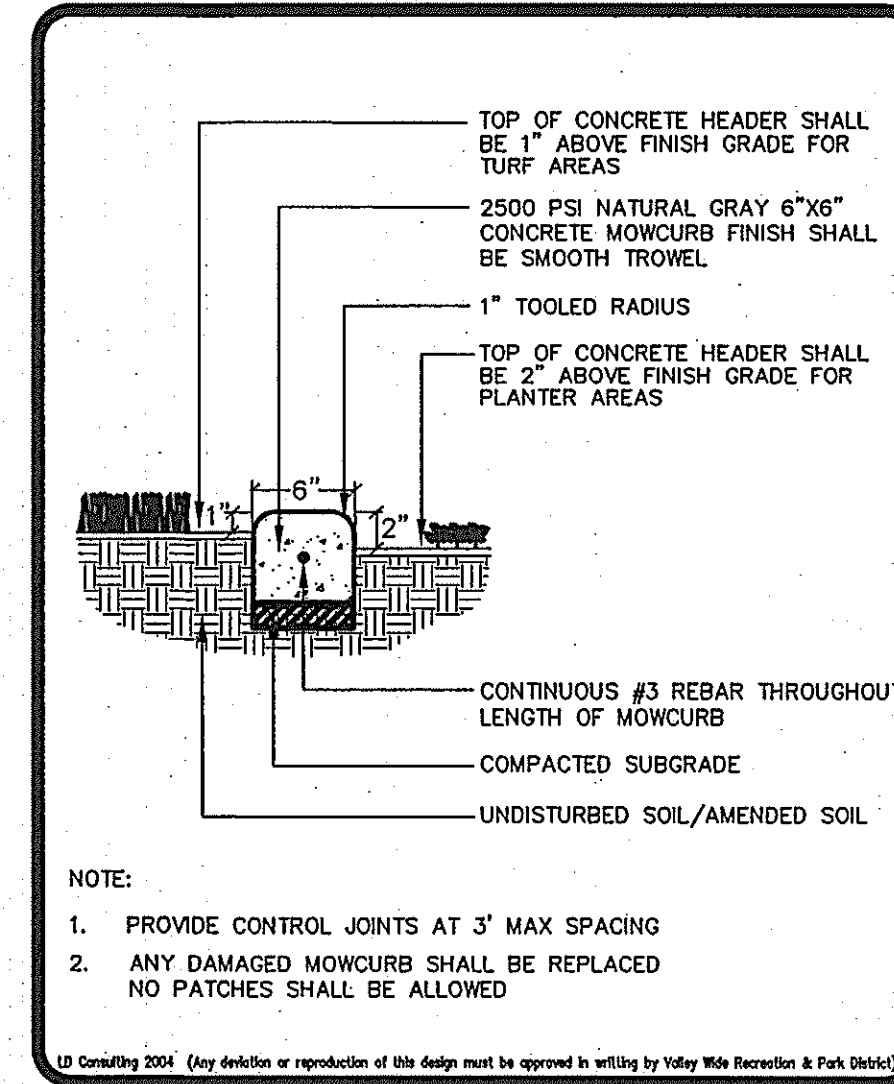 TOP OF CONCRETE HEADER SHALL
BE 1" ABOVE FINISH GRADE FOR
TURF AREAS
2500 PSI NATURAL GRAY 6"X6"
CONCRETE MOWCURB FINISH SHALL
BE SMOOTH TROWEL
1" TOOLED RADIUS
TOP OF CONCRETE HEADER SHALL
BE 2" ABOVE FINISH GRADE FOR
PLANTER AREAS
6"
1"
2"
CONTINUOUS #3 REBAR THROUGHOUT
LENGTH OF MOWCURB
COMPACTED SUBGRADE
UNDISTURBED SOIL/AMENDED SOIL
NOTE:
1. PROVIDE CONTROL JOINTS AT 3' MAX SPACING
2. ANY DAMAGED MOWCURB SHALL BE REPLACED
NO PATCHES SHALL BE ALLOWED
LD Consulting 2004 (Any deviation or reproduction of this design must be approved in writting by Valley Wide Recreation & Park District)